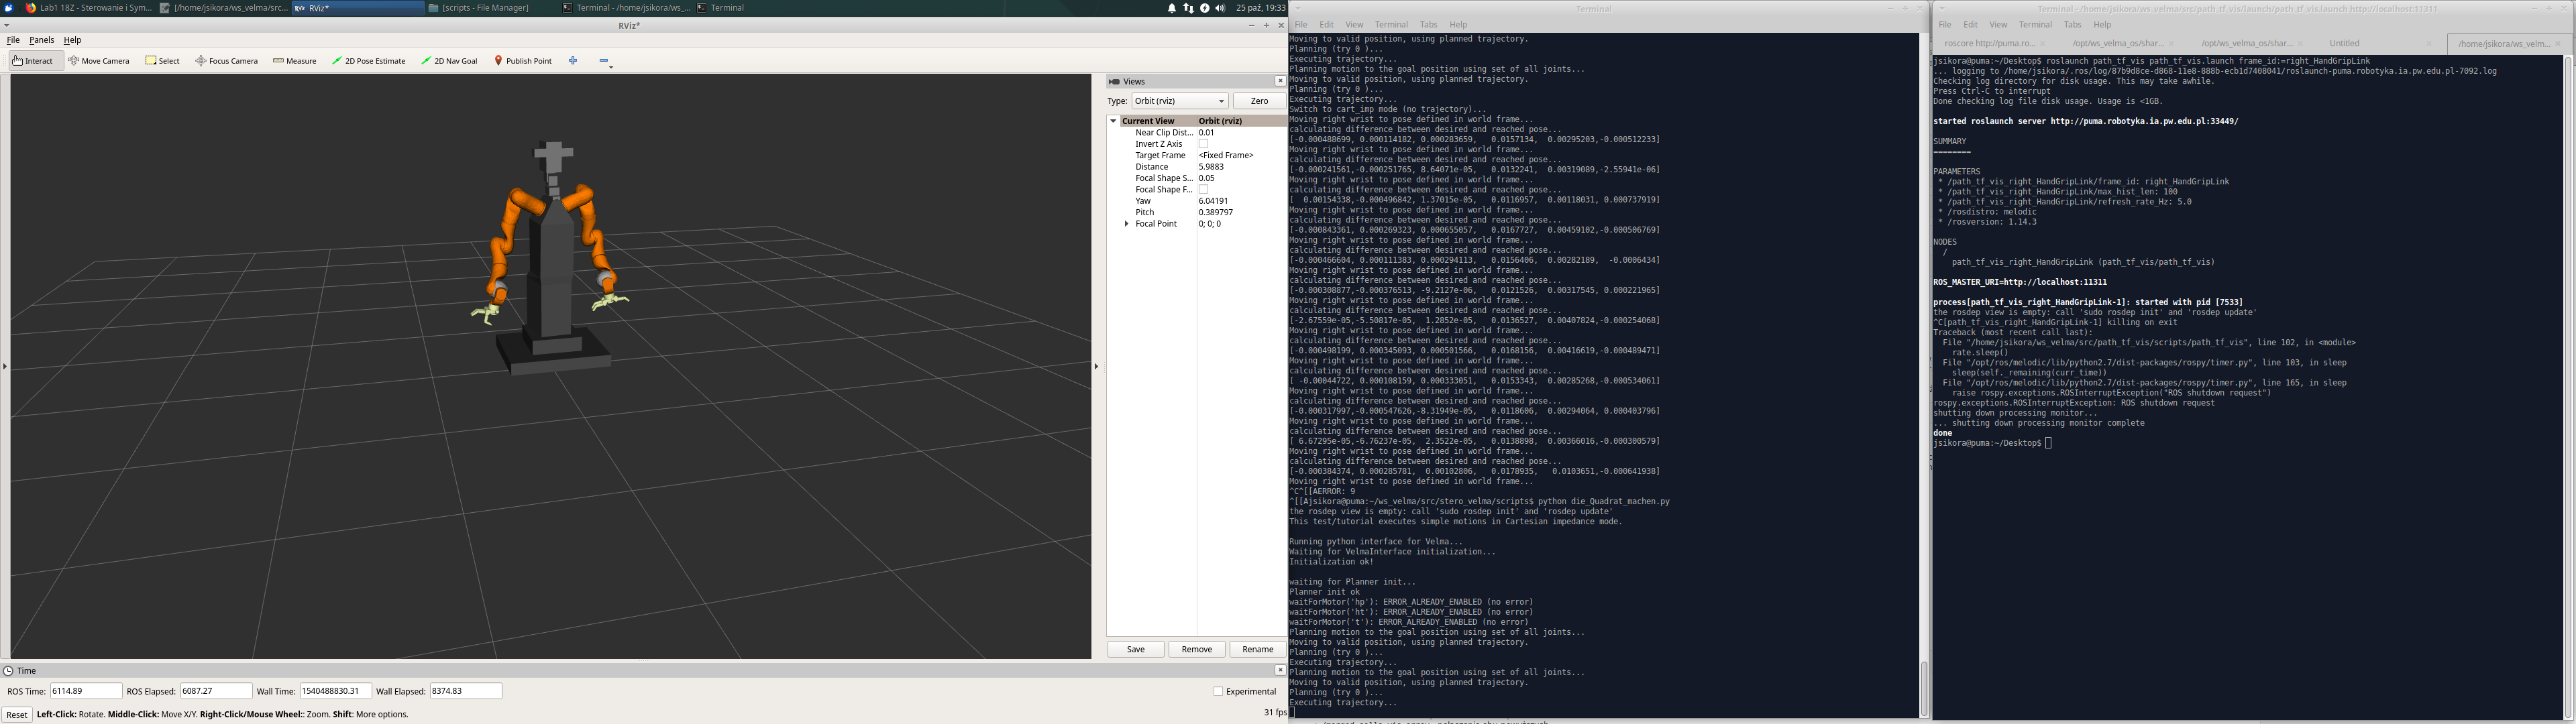 Lab1 18Z - Sterowanie i Sym...
[/home/jsikora/ws_velma/src...
RViz*
[scripts - File Manager]
Terminal - /home/jsikora/ws_...
Terminal
25 paź, 19:33
RViz*
File Panels Help
Interact Move Camera Select Focus Camera Measure 2D Pose Estimate 2D Nav Goal Publish Point
Views
Type: Orbit (rviz) Zero
Current View Orbit (rviz)
Near Clip Dist... 0.01
Invert Z Axis
Target Frame <Fixed Frame>
Distance 5.9883
Focal Shape S... 0.05
Focal Shape F...
Yaw 6.04191
Pitch 0.389797
Focal Point 0; 0; 0
Save Remove Rename
Time
ROS Time: 6114.89 ROS Elapsed: 6087.27 Wall Time: 1540488830.31 Wall Elapsed: 8374.83 Experimental
Reset Left-Click: Rotate. Middle-Click: Move X/Y. Right-Click/Mouse Wheel:: Zoom. Shift: More options. 31 fps
Terminal
File Edit View Terminal Tabs Help
Moving to valid position, using planned trajectory.
Planning (try 0 )...
Executing trajectory...
Planning motion to the goal position using set of all joints...
Moving to valid position, using planned trajectory.
Planning (try 0 )...
Executing trajectory...
Switch to cart_imp mode (no trajectory)...
Moving right wrist to pose defined in world frame...
calculating difference between desired and reached pose...
[-0.000488699, 0.000114182, 0.000283659, 0.0157134, 0.00295203,-0.000512233]
Moving right wrist to pose defined in world frame...
calculating difference between desired and reached pose...
[-0.000241561,-0.000251765, 8.64071e-05, 0.0132241, 0.00319089,-2.55941e-06]
Moving right wrist to pose defined in world frame...
calculating difference between desired and reached pose...
[ 0.00154338,-0.000496842, 1.37015e-05, 0.0116957, 0.00118031, 0.000737919]
Moving right wrist to pose defined in world frame...
calculating difference between desired and reached pose...
[-0.000843361, 0.000269323, 0.000655057, 0.0167727, 0.00459102,-0.000506769]
Moving right wrist to pose defined in world frame...
calculating difference between desired and reached pose...
[-0.000466604, 0.000111383, 0.000294113, 0.0156406, 0.00282189, -0.0006434]
Moving right wrist to pose defined in world frame...
calculating difference between desired and reached pose...
[-0.000308877,-0.000376513, -9.2127e-06, 0.0121526, 0.00317545, 0.000221965]
Moving right wrist to pose defined in world frame...
calculating difference between desired and reached pose...
[-2.67559e-05,-5.50817e-05, 1.2852e-05, 0.0136527, 0.00407824,-0.000254068]
Moving right wrist to pose defined in world frame...
calculating difference between desired and reached pose...
[-0.000498199, 0.000345093, 0.000501566, 0.0168156, 0.00416619,-0.000489471]
Moving right wrist to pose defined in world frame...
calculating difference between desired and reached pose...
[ -0.00044722, 0.000108159, 0.000333051, 0.0153343, 0.00285268,-0.000534061]
Moving right wrist to pose defined in world frame...
calculating difference between desired and reached pose...
[-0.000317997,-0.000547626,-8.31949e-05, 0.0118606, 0.00294064, 0.000403796]
Moving right wrist to pose defined in world frame...
calculating difference between desired and reached pose...
[ 6.67295e-05,-6.76237e-05, 2.3522e-05, 0.0138898, 0.00366016,-0.000300579]
Moving right wrist to pose defined in world frame...
calculating difference between desired and reached pose...
[-0.000384374, 0.000285781, 0.00102806, 0.0178935, 0.0103651,-0.000641938]
Moving right wrist to pose defined in world frame...
^C^[[AERROR: 9
^[[Ajsikora@puma:~/ws_velma/src/stero_velma/scripts$ python die_Quadrat_machen.py
the rosdep view is empty: call 'sudo rosdep init' and 'rosdep update'
This test/tutorial executes simple motions in Cartesian impedance mode.
Running python interface for Velma...
Waiting for VelmaInterface initialization...
Initialization ok!
waiting for Planner init...
Planner init ok
waitForMotor('hp'): ERROR_ALREADY_ENABLED (no error)
waitForMotor('ht'): ERROR_ALREADY_ENABLED (no error)
waitForMotor('t'): ERROR_ALREADY_ENABLED (no error)
Planning motion to the goal position using set of all joints...
Moving to valid position, using planned trajectory.
Planning (try 0 )...
Executing trajectory...
Planning motion to the goal position using set of all joints...
Moving to valid position, using planned trajectory.
Planning (try 0 )...
Executing trajectory...
Terminal - /home/jsikora/ws_velma/src/path_tf_vis/launch/path_tf_vis.launch http://localhost:11311
File Edit View Terminal Tabs Help
roscore http://puma.ro... /opt/ws_velma_os/shar... /opt/ws_velma_os/shar... Untitled /home/jsikora/ws_velm...
jsikora@puma:~/Desktop$ roslaunch path_tf_vis path_tf_vis.launch frame_id:=right_HandGripLink
... logging to /home/jsikora/.ros/log/87b9d8ce-d868-11e8-888b-ecb1d7408041/roslaunch-puma.robotyka.ia.pw.edu.pl-7092.log
Checking log directory for disk usage. This may take awhile.
Press Ctrl-C to interrupt
Done checking log file disk usage. Usage is <1GB.
started roslaunch server http://puma.robotyka.ia.pw.edu.pl:33449/
SUMMARY
========
PARAMETERS
* /path_tf_vis_right_HandGripLink/frame_id: right_HandGripLink
* /path_tf_vis_right_HandGripLink/max_hist_len: 100
* /path_tf_vis_right_HandGripLink/refresh_rate_Hz: 5.0
* /rosdistro: melodic
* /rosversion: 1.14.3
NODES
/
path_tf_vis_right_HandGripLink (path_tf_vis/path_tf_vis)
ROS_MASTER_URI=http://localhost:11311
process[path_tf_vis_right_HandGripLink-1]: started with pid [7533]
the rosdep view is empty: call 'sudo rosdep init' and 'rosdep update'
^C[path_tf_vis_right_HandGripLink-1] killing on exit
Traceback (most recent call last):
File "/home/jsikora/ws_velma/src/path_tf_vis/scripts/path_tf_vis", line 102, in <module>
rate.sleep()
File "/opt/ros/melodic/lib/python2.7/dist-packages/rospy/timer.py", line 103, in sleep
sleep(self._remaining(curr_time))
File "/opt/ros/melodic/lib/python2.7/dist-packages/rospy/timer.py", line 165, in sleep
raise rospy.exceptions.ROSInterruptException("ROS shutdown request")
rospy.exceptions.ROSInterruptException: ROS shutdown request
shutting down processing monitor...
... shutting down processing monitor complete
done
jsikora@puma:~/Desktop$